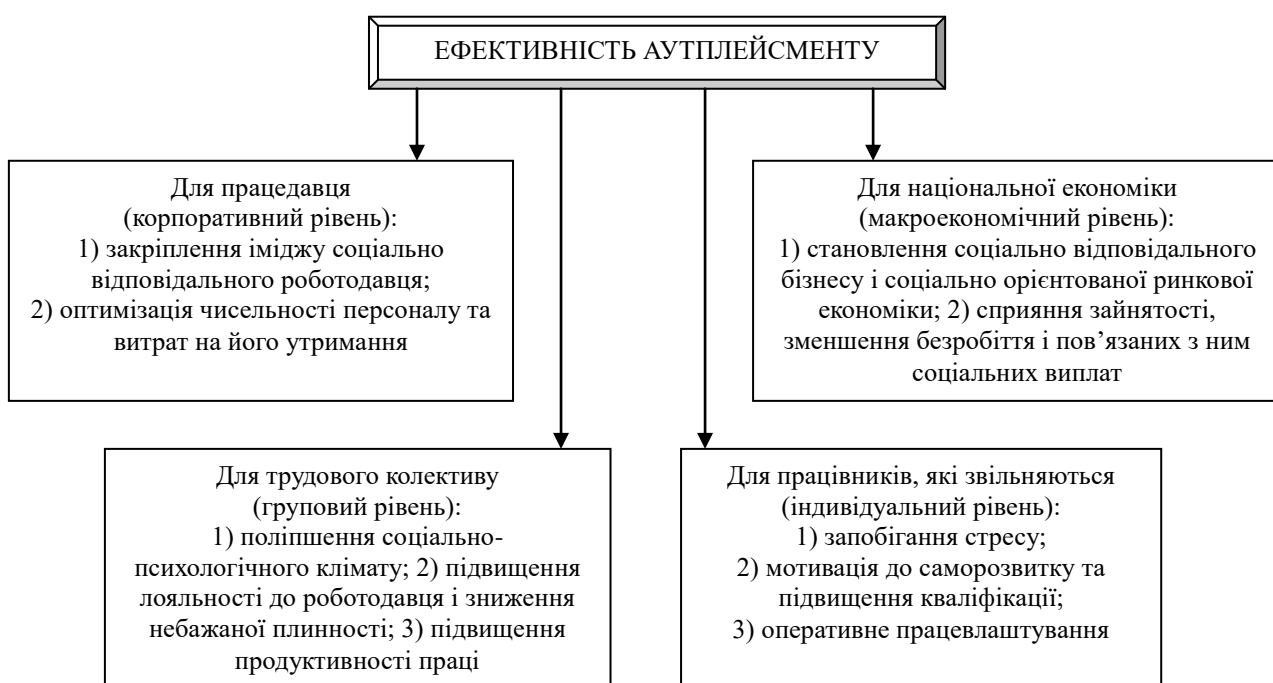 ЕФЕКТИВНІСТЬ АУТПЛЕЙСМЕНТУ
Для працедавця
(корпоративний рівень):
1) закріплення іміджу соціально
відповідального роботодавця;
2) оптимізація чисельності персоналу та
витрат на його утримання
Для національної економіки
(макроекономічний рівень):
1) становлення соціально відповідального
бізнесу і соціально орієнтованої ринкової
економіки; 2) сприяння зайнятості,
зменшення безробіття і пов’язаних з ним
соціальних виплат
Для трудового колективу
(груповий рівень):
1) поліпшення соціально-
психологічного клімату; 2) підвищення
лояльності до роботодавця і зниження
небажаної плинності; 3) підвищення
продуктивності праці
Для працівників, які звільняються
(індивідуальний рівень):
1) запобігання стресу;
2) мотивація до саморозвитку та
підвищення кваліфікації;
3) оперативне працевлаштування